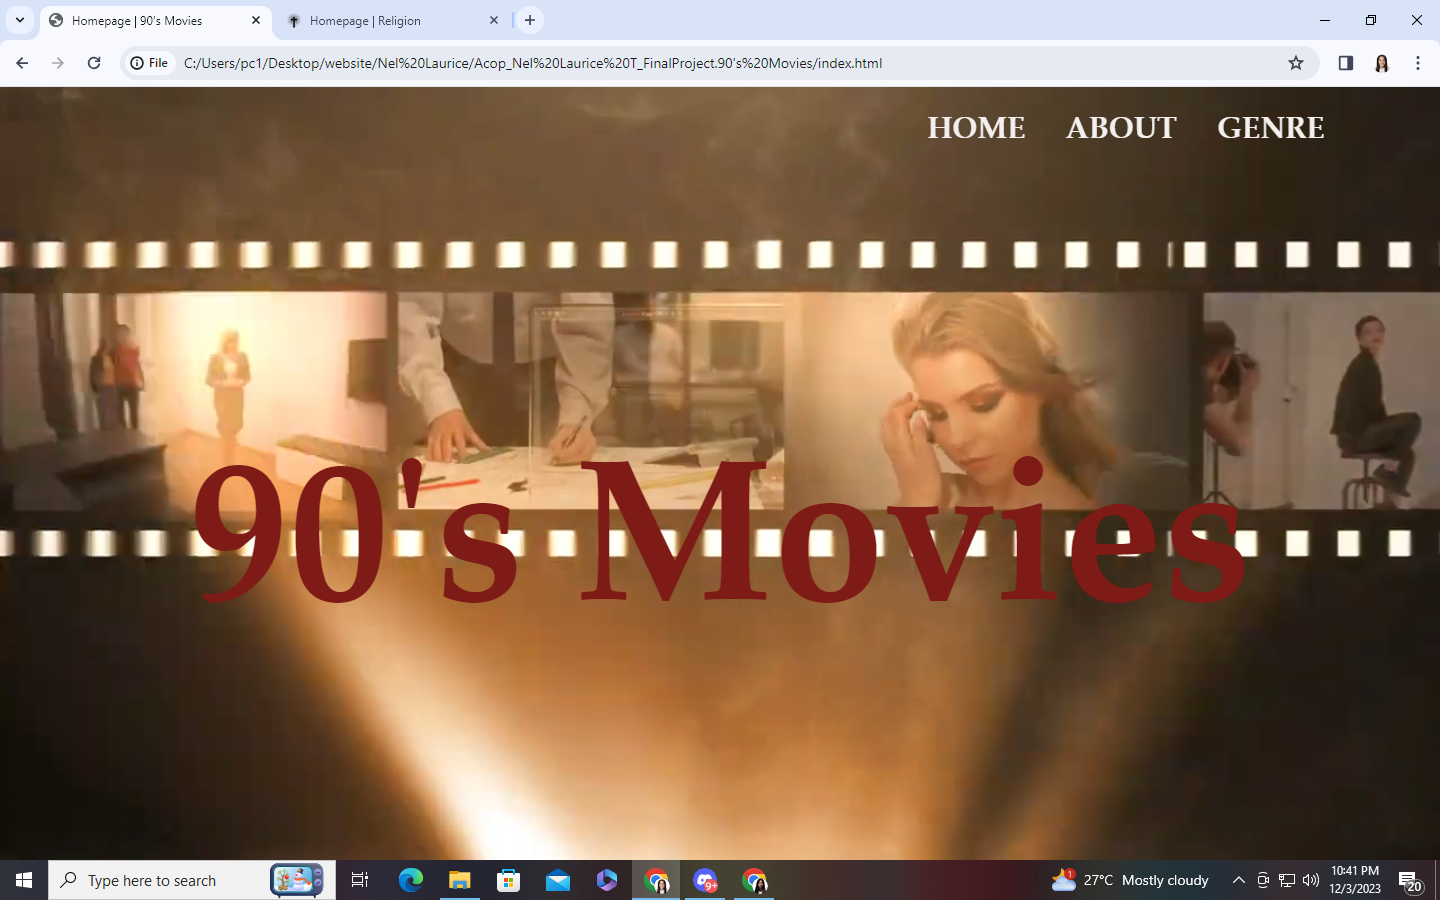 Homepage | 90's Movies
Homepage | Religion
File
C:/Users/pc1/Desktop/website/Nel%20Laurice/Acop_Nel%20Laurice%20T_FinalProject.90's%20Movies/index.html
HOME ABOUT GENRE
90's Movies
Type here to search
9+
1
27°C Mostly cloudy
10:41 PM
12/3/2023
20